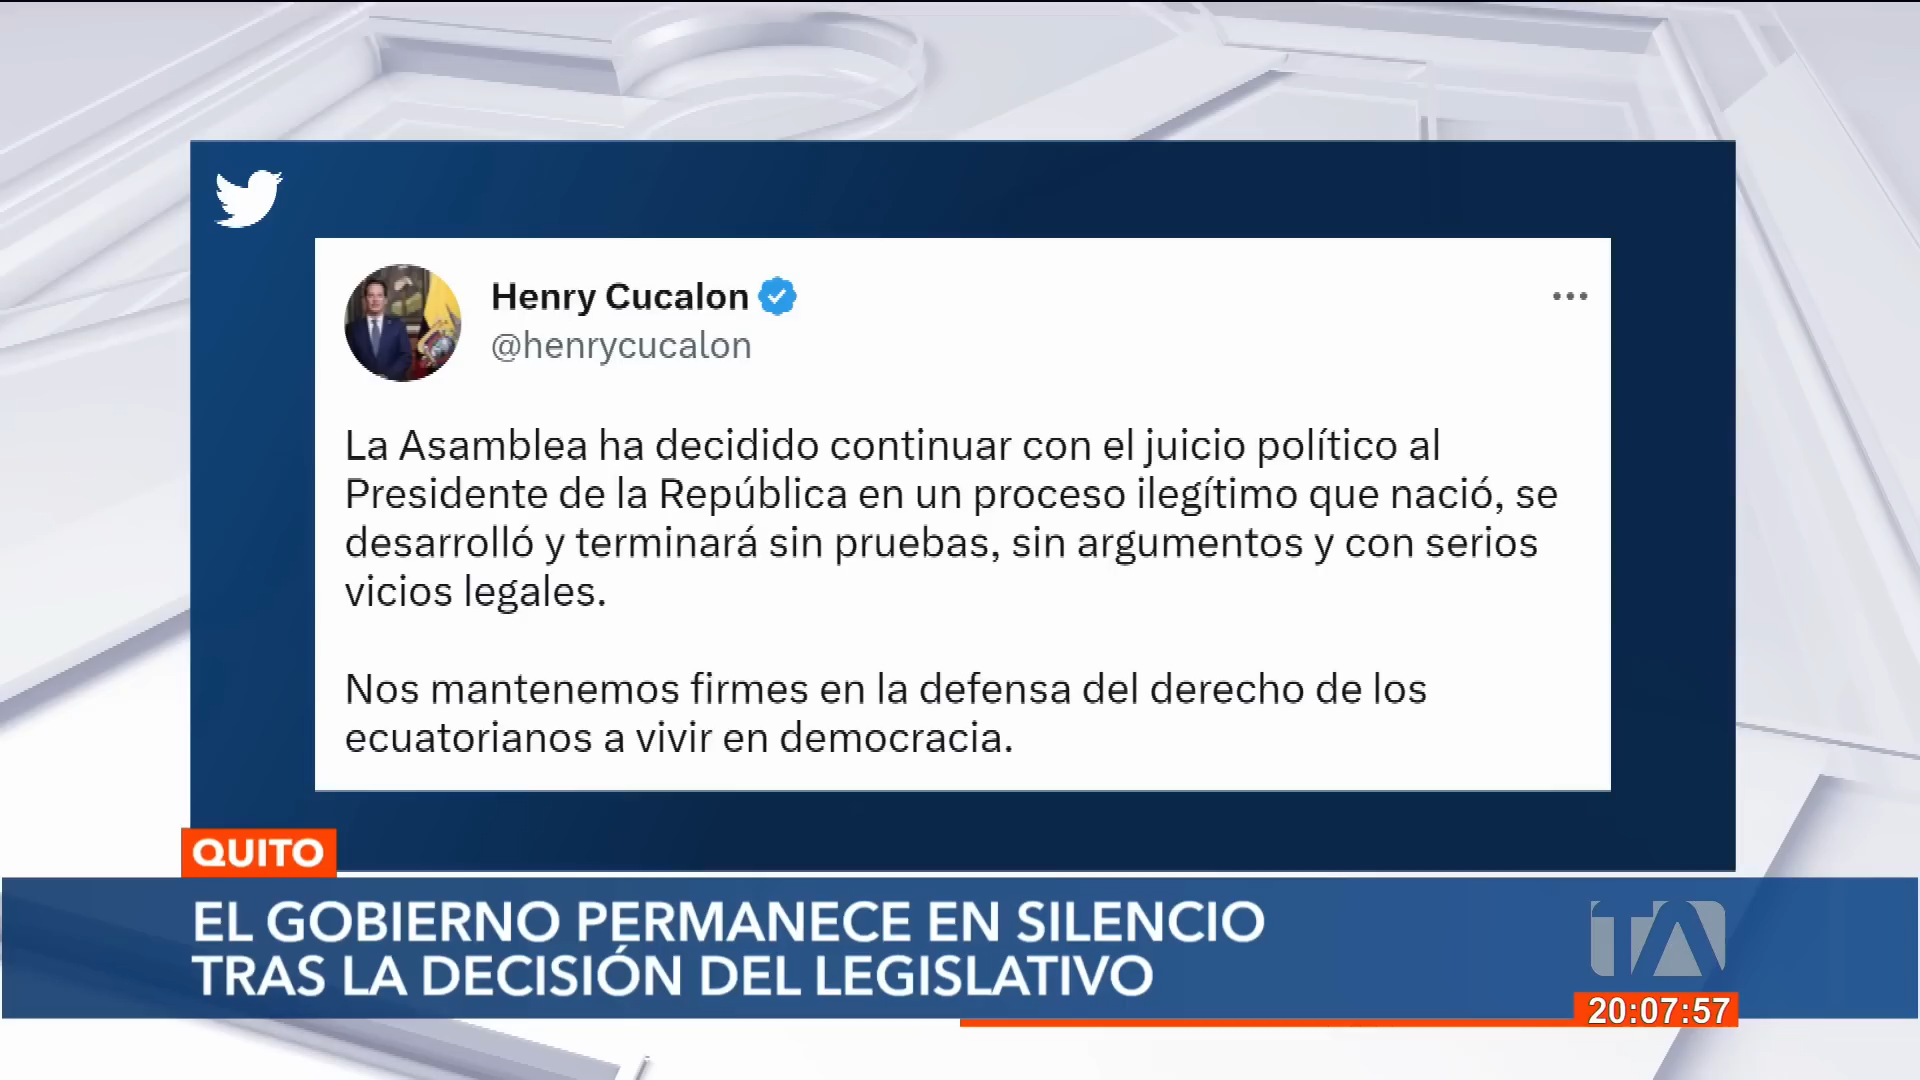 Henry Cucalon
@henrycucalon
La Asamblea ha decidido continuar con el juicio político al
Presidente de la República en un proceso ilegítimo que nació, se
desarrolló y terminará sin pruebas, sin argumentos y con serios
vicios legales.
Nos mantenemos firmes en la defensa del derecho de los
ecuatorianos a vivir en democracia.
QUITO
EL GOBIERNO PERMANECE EN SILENCIO
TRAS LA DECISIÓN DEL LEGISLATIVO
TA
20:07:57